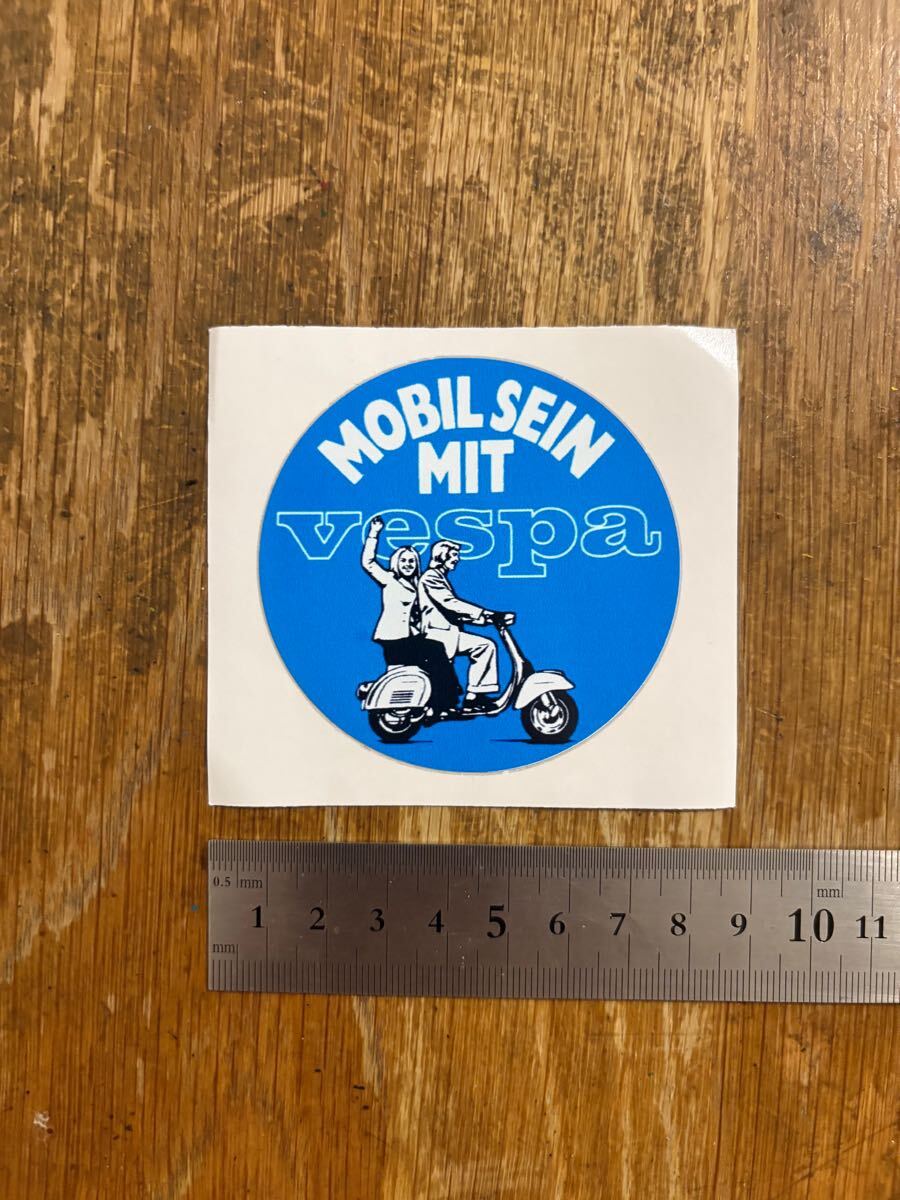 MOBIL SEIN
MIT
vespa
0.5 mm
mm
1 2 3 4 5 6 7 8 9 10 11
mm